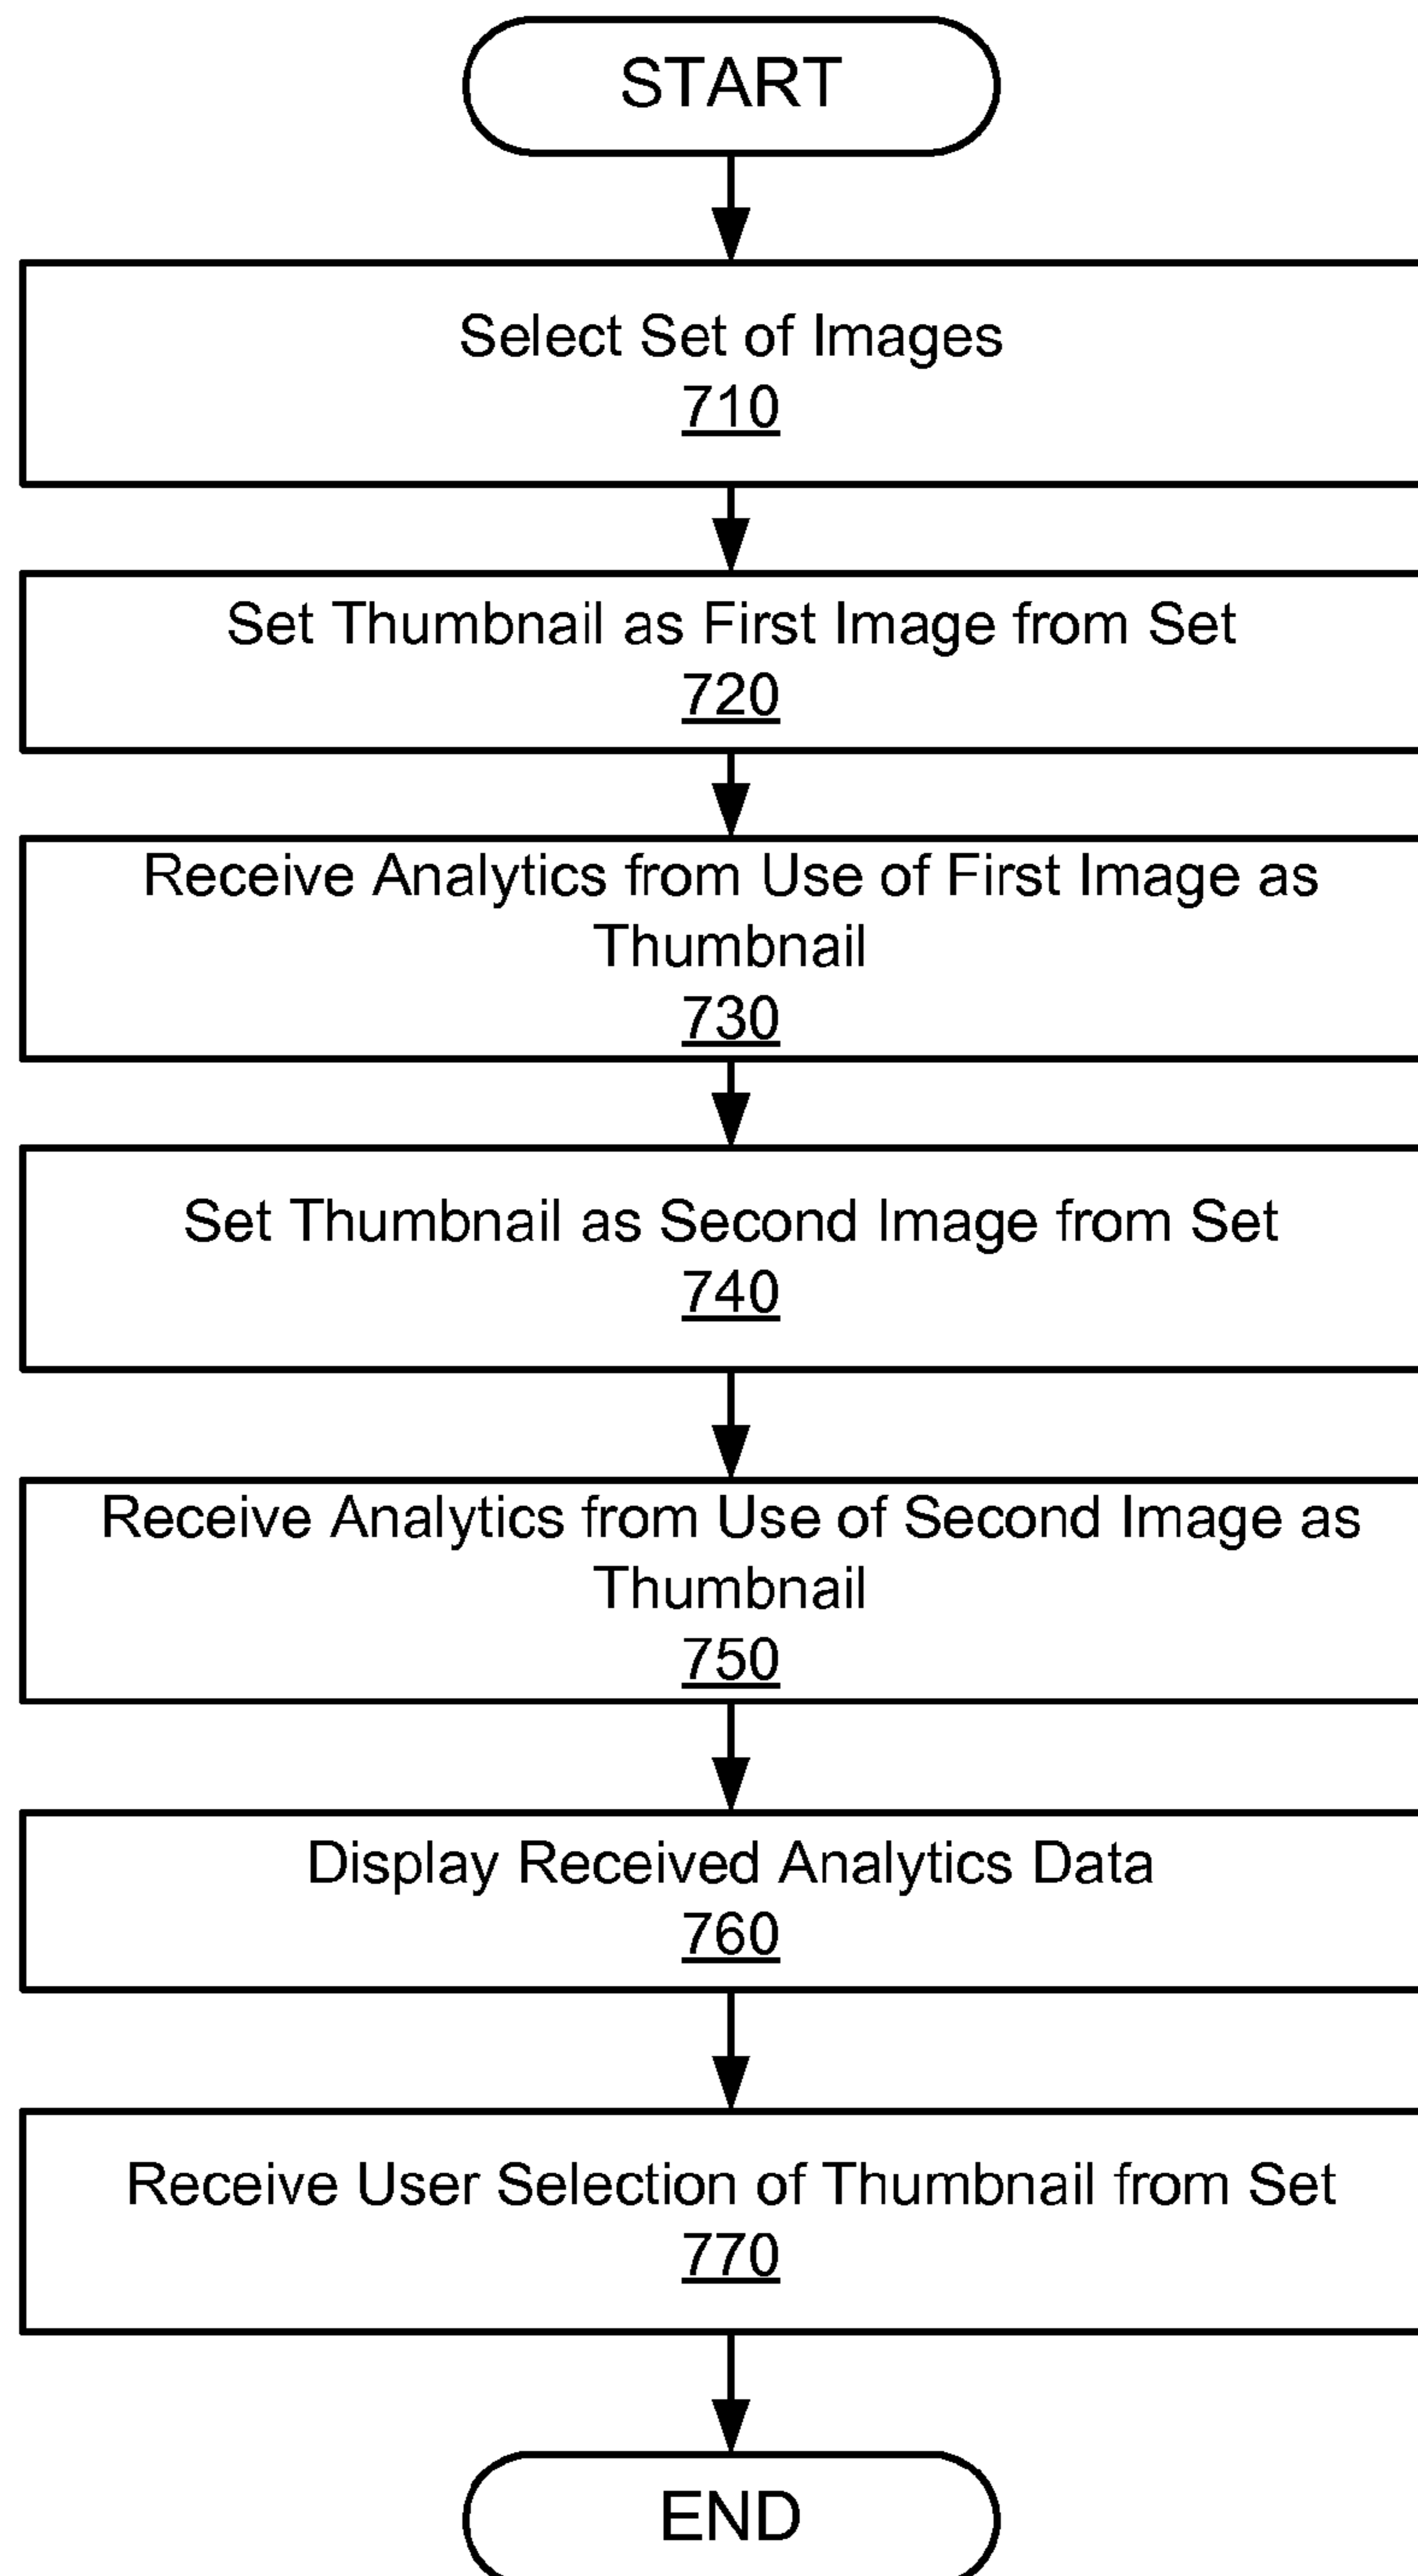 START
Select Set of Images
710
Set Thumbnail as First Image from Set
720
Receive Analytics from Use of First Image as
Thumbnail
730
Set Thumbnail as Second Image from Set
740
Receive Analytics from Use of Second Image as
Thumbnail
750
Display Received Analytics Data
760
Receive User Selection of Thumbnail from Set
770
END